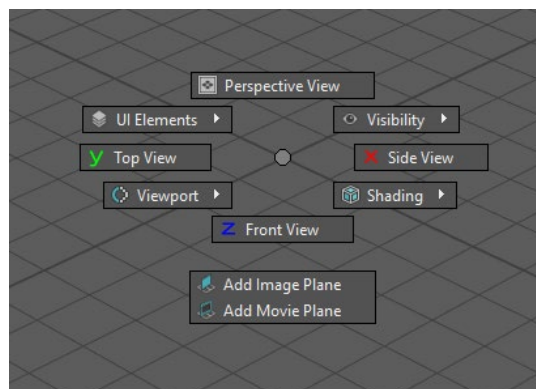 Perspective View
UI Elements
Visibility
y Top View
X Side View
Viewport
Shading
Z Front View
Add Image Plane
Add Movie Plane